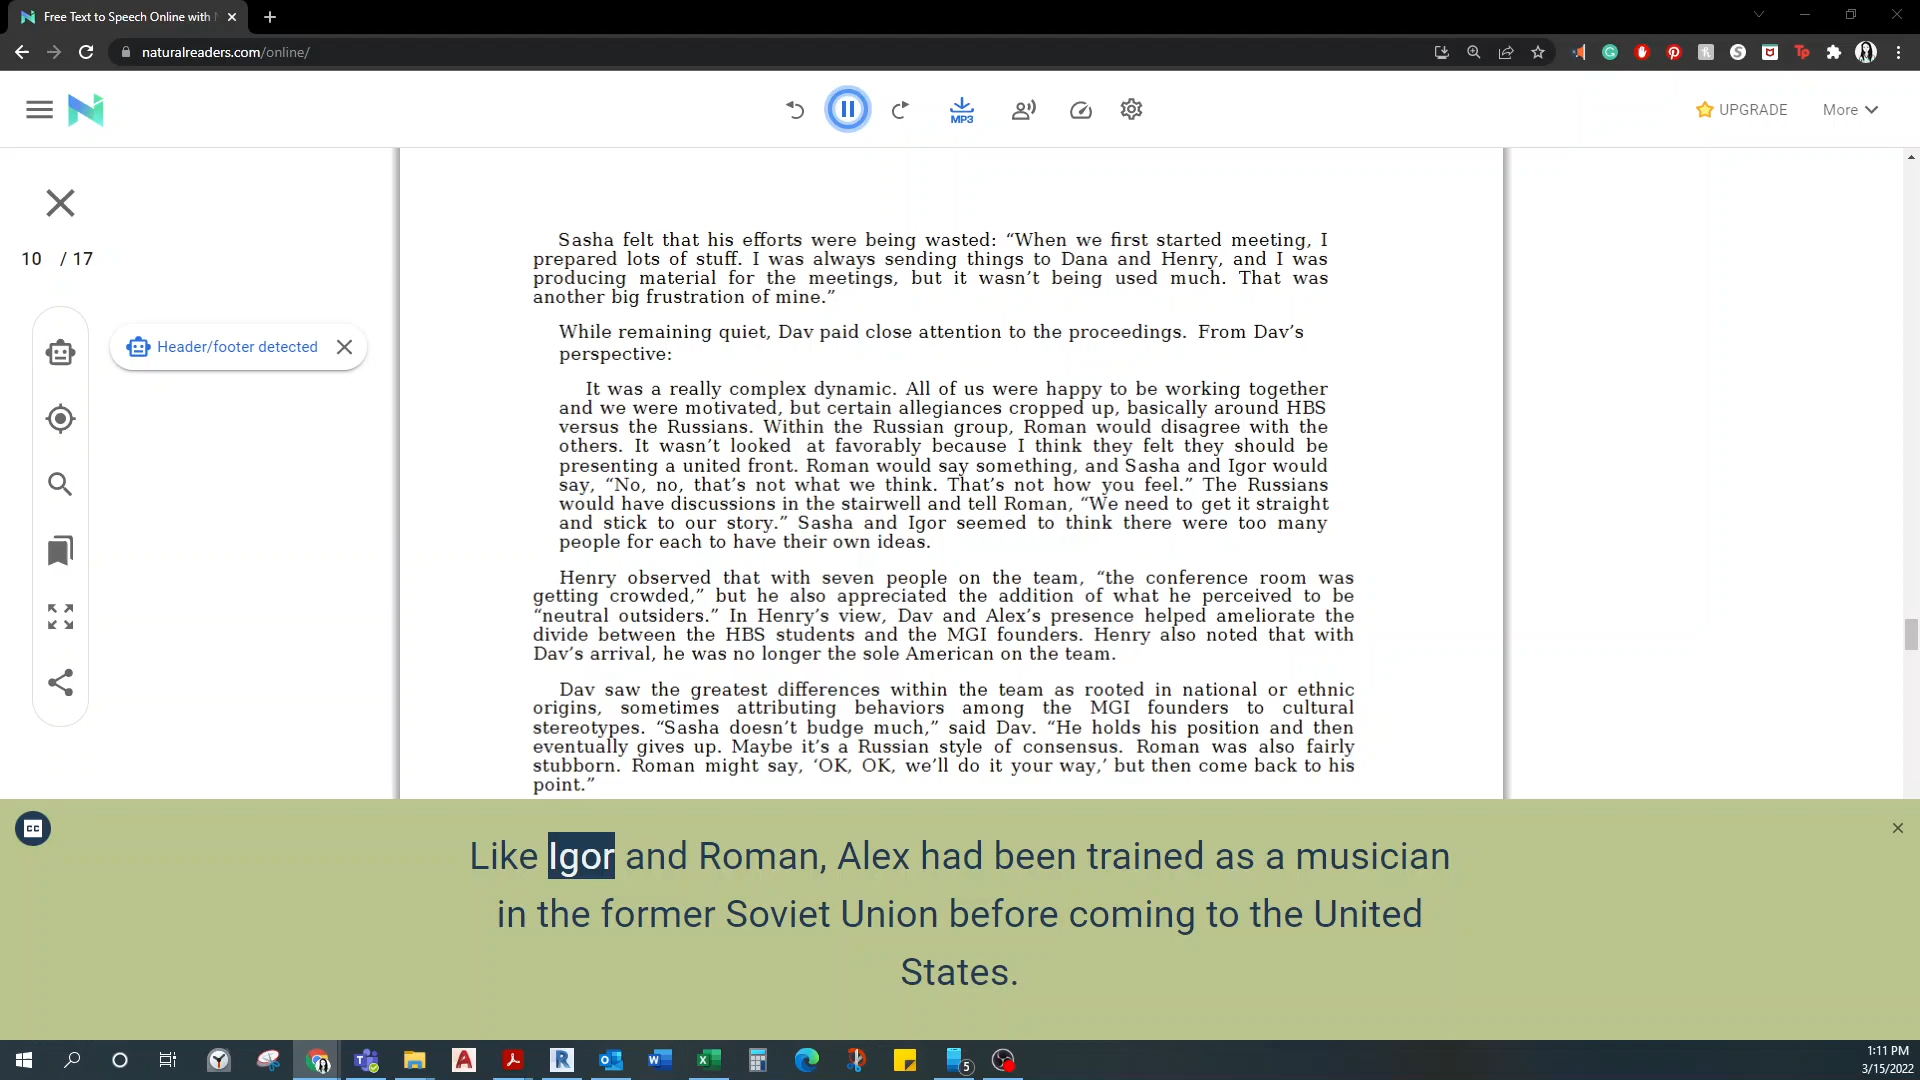 Free Text to Speech Online with
naturalreaders.com/online/
MP3
UPGRADE
More
10 / 17
Header/footer detected
Sasha felt that his efforts were being wasted: “When we first started meeting, I
prepared lots of stuff. I was always sending things to Dana and Henry, and I was
producing material for the meetings, but it wasn’t being used much. That was
another big frustration of mine.”
While remaining quiet, Dav paid close attention to the proceedings. From Dav’s
perspective:
It was a really complex dynamic. All of us were happy to be working together
and we were motivated, but certain allegiances cropped up, basically around HBS
versus the Russians. Within the Russian group, Roman would disagree with the
others. It wasn’t looked at favorably because I think they felt they should be
presenting a united front. Roman would say something, and Sasha and Igor would
say, “No, no, that’s not what we think. That’s not how you feel.” The Russians
would have discussions in the stairwell and tell Roman, “We need to get it straight
and stick to our story.” Sasha and Igor seemed to think there were too many
people for each to have their own ideas.
Henry observed that with seven people on the team, “the conference room was
getting crowded,” but he also appreciated the addition of what he perceived to be
“neutral outsiders.” In Henry’s view, Dav and Alex’s presence helped ameliorate the
divide between the HBS students and the MGI founders. Henry also noted that with
Dav’s arrival, he was no longer the sole American on the team.
Dav saw the greatest differences within the team as rooted in national or ethnic
origins, sometimes attributing behaviors among the MGI founders to cultural
stereotypes. “Sasha doesn’t budge much,” said Dav. “He holds his position and then
eventually gives up. Maybe it’s a Russian style of consensus. Roman was also fairly
stubborn. Roman might say, ‘OK, OK, we’ll do it your way,’ but then come back to his
point.”
CC
Like Igor and Roman, Alex had been trained as a musician
in the former Soviet Union before coming to the United
States.
5
1:11 PM
3/15/2022